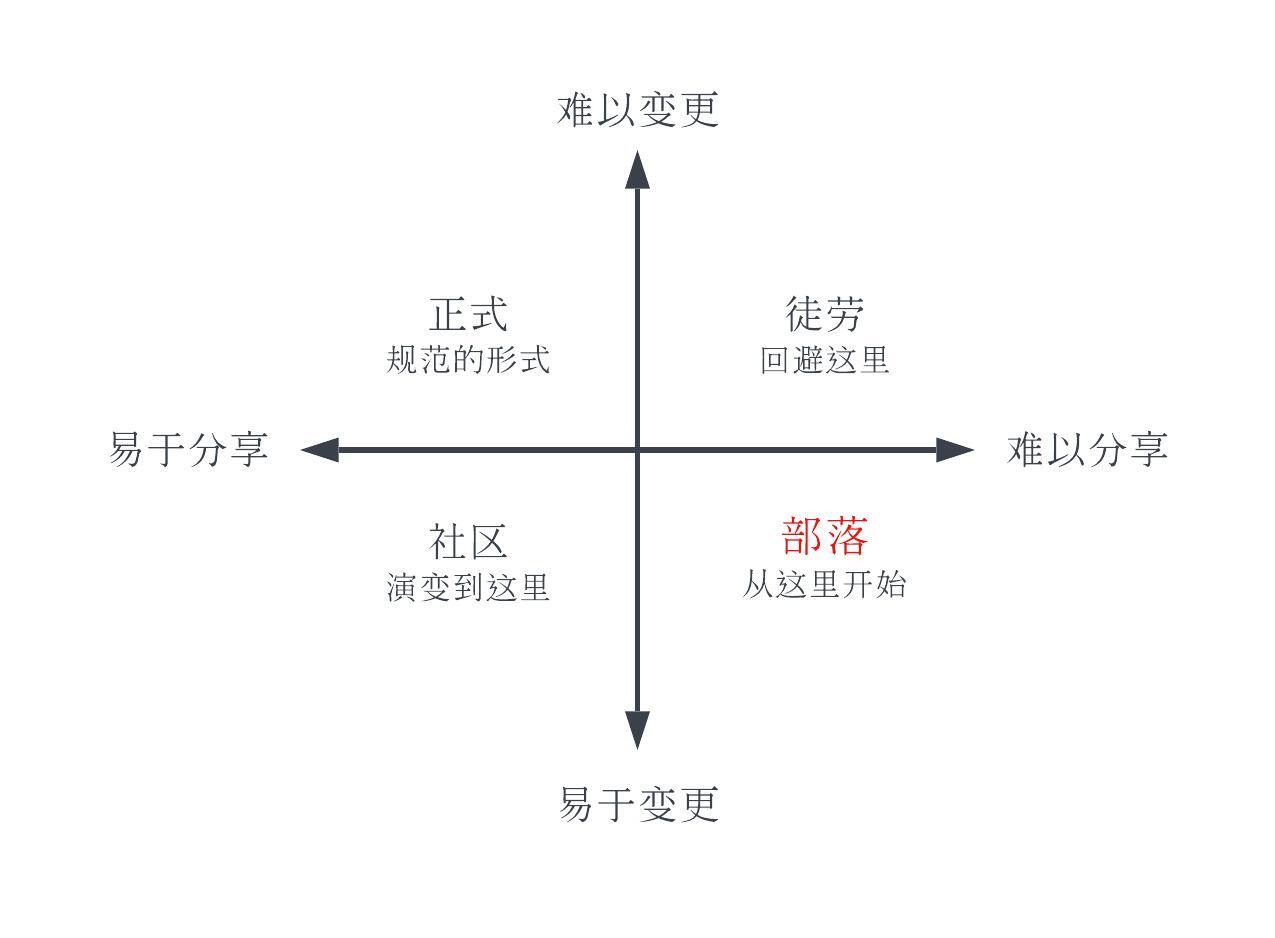 难以变更
正式
规范的形式
徒劳
回避这里
易于分享
难以分享
社区
演变到这里
部落
从这里开始
易于变更